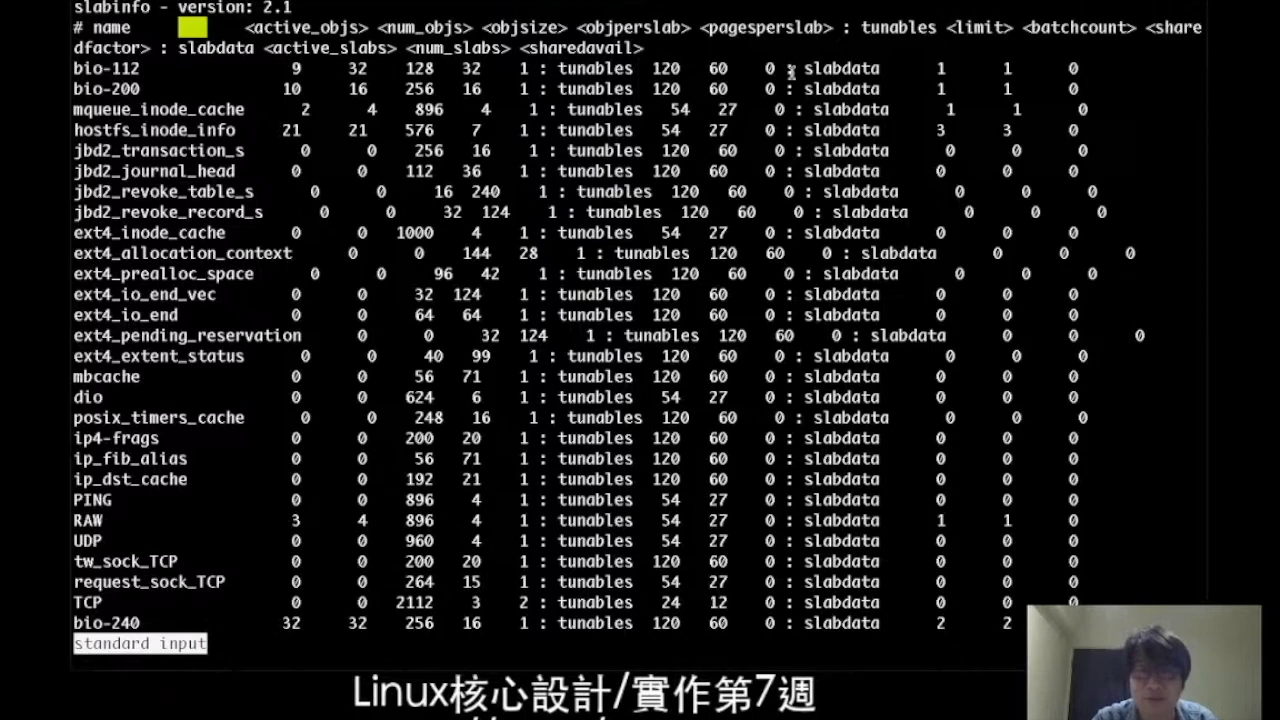 slabinfo - version: 2.1
# name <active_objs> <num_objs> <objsize> <objperslab> <pagesperslab> : tunables <limit> <batchcount> <share
dfactor> : slabdata <active_slabs> <num_slabs> <sharedavail>
bio-112 9 32 128 32 1 : tunables 120 60 0 : slabdata 1 1 0
bio-200 10 16 256 16 1 : tunables 120 60 0 : slabdata 1 1 0
mqueue_inode_cache 2 4 896 4 1 : tunables 54 27 0 : slabdata 1 1 0
hostfs_inode_info 21 21 576 7 1 : tunables 54 27 0 : slabdata 3 3 0
jbd2_transaction_s 0 0 256 16 1 : tunables 120 60 0 : slabdata 0 0 0
jbd2_journal_head 0 0 112 36 1 : tunables 120 60 0 : slabdata 0 0 0
jbd2_revoke_table_s 0 0 16 240 1 : tunables 120 60 0 : slabdata 0 0 0
jbd2_revoke_record_s 0 0 32 124 1 : tunables 120 60 0 : slabdata 0 0 0
ext4_inode_cache 0 0 1000 4 1 : tunables 54 27 0 : slabdata 0 0 0
ext4_allocation_context 0 0 144 28 1 : tunables 120 60 0 : slabdata 0 0 0
ext4_prealloc_space 0 0 96 42 1 : tunables 120 60 0 : slabdata 0 0 0
ext4_io_end_vec 0 0 32 124 1 : tunables 120 60 0 : slabdata 0 0 0
ext4_io_end 0 0 64 64 1 : tunables 120 60 0 : slabdata 0 0 0
ext4_pending_reservation 0 0 32 124 1 : tunables 120 60 0 : slabdata 0 0 0
ext4_extent_status 0 0 40 99 1 : tunables 120 60 0 : slabdata 0 0 0
mbcache 0 0 56 71 1 : tunables 120 60 0 : slabdata 0 0 0
dio 0 0 624 6 1 : tunables 54 27 0 : slabdata 0 0 0
posix_timers_cache 0 0 248 16 1 : tunables 120 60 0 : slabdata 0 0 0
ip4-frags 0 0 200 20 1 : tunables 120 60 0 : slabdata 0 0 0
ip_fib_alias 0 0 56 71 1 : tunables 120 60 0 : slabdata 0 0 0
ip_dst_cache 0 0 192 21 1 : tunables 120 60 0 : slabdata 0 0 0
PING 0 0 896 4 1 : tunables 54 27 0 : slabdata 0 0 0
RAW 3 4 896 4 1 : tunables 54 27 0 : slabdata 1 1 0
UDP 0 0 960 4 1 : tunables 54 27 0 : slabdata 0 0 0
tw_sock_TCP 0 0 200 20 1 : tunables 120 60 0 : slabdata 0 0 0
request_sock_TCP 0 0 264 15 1 : tunables 54 27 0 : slabdata 0 0 0
TCP 0 0 2112 3 2 : tunables 24 12 0 : slabdata 0 0
bio-240 32 32 256 16 1 : tunables 120 60 0 : slabdata 2 2
standard input
Linux核心設計/實作第7週